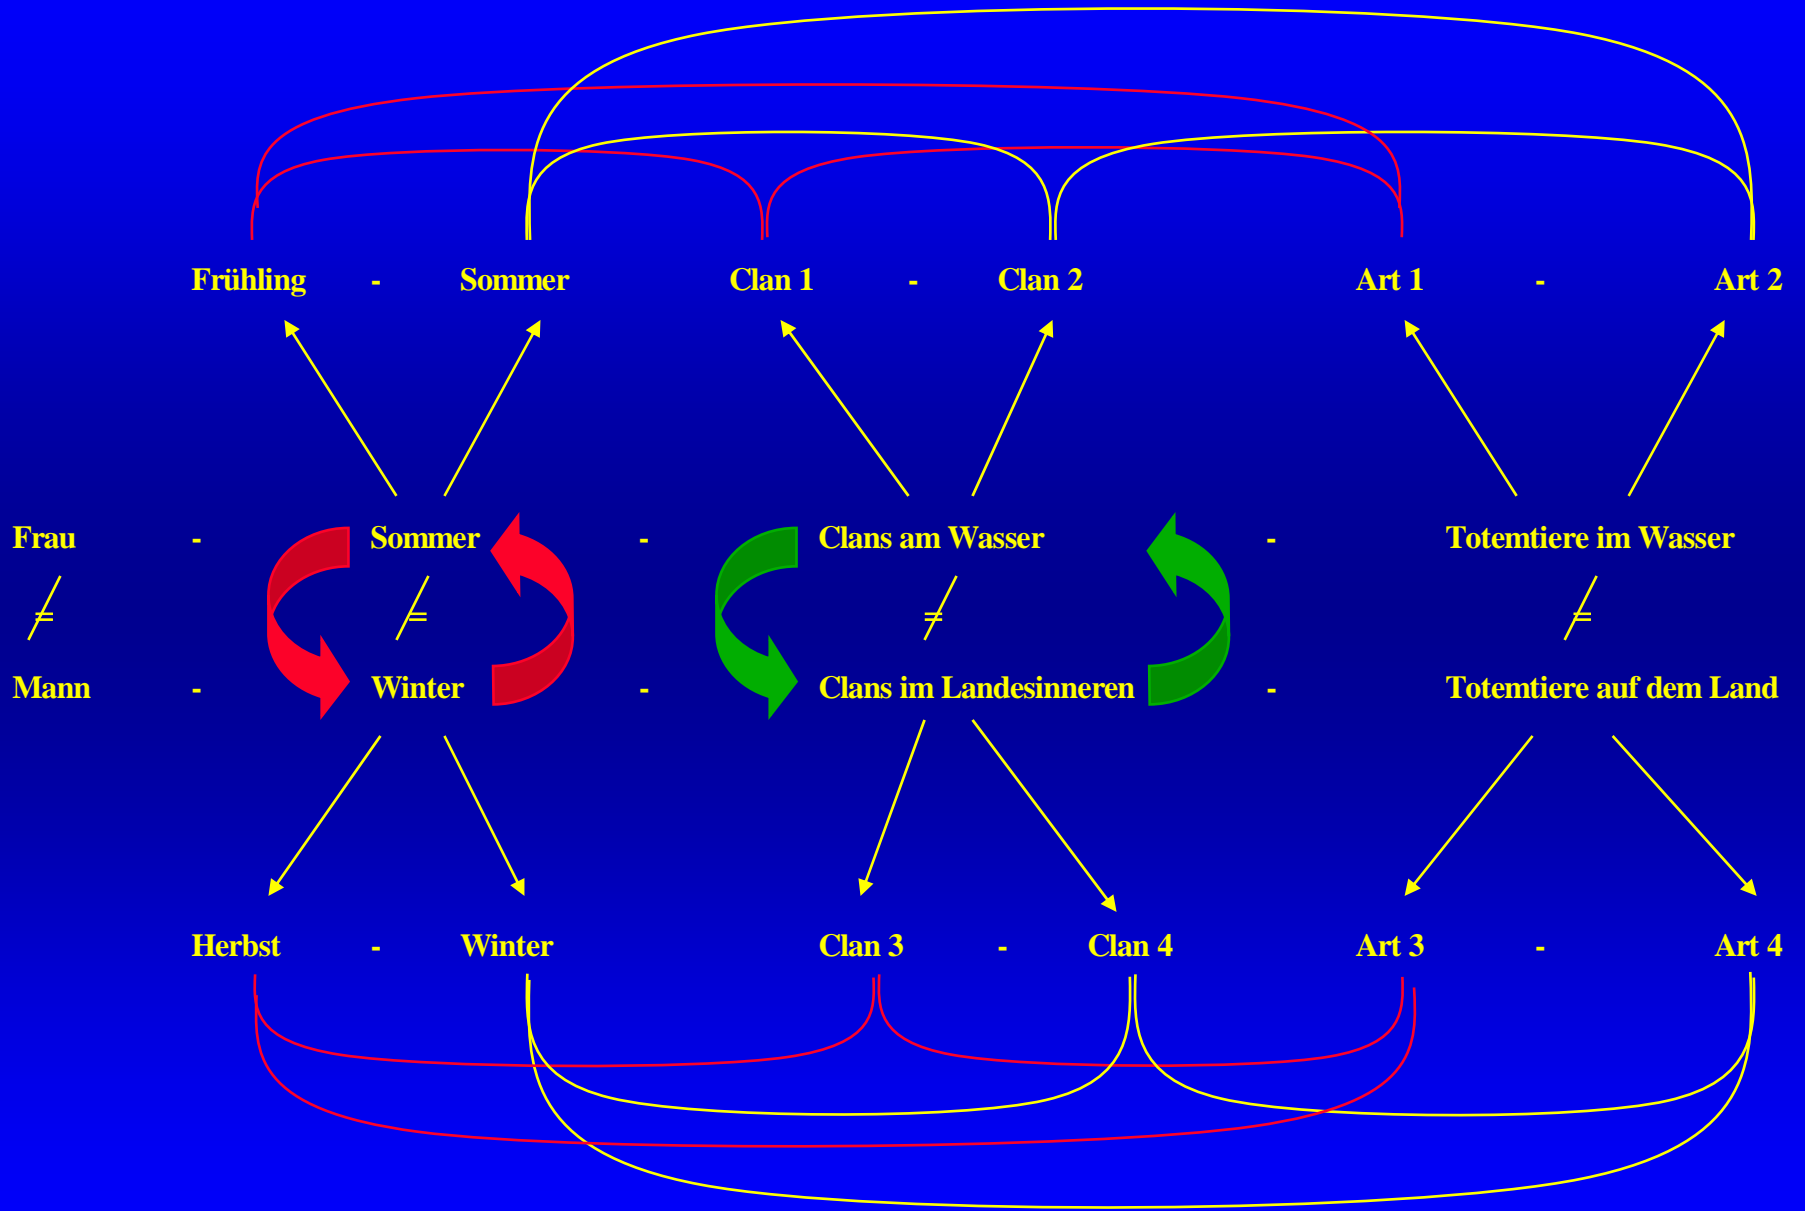 Frühling - Sommer Clan 1 - Clan 2 Art 1 - Art 2
Frau - Sommer - Clans am Wasser - Totemtiere im Wasser
≠ ≠ ≠ ≠
Mann - Winter - Clans im Landesinneren - Totemtiere auf dem Land
Herbst - Winter Clan 3 - Clan 4 Art 3 - Art 4